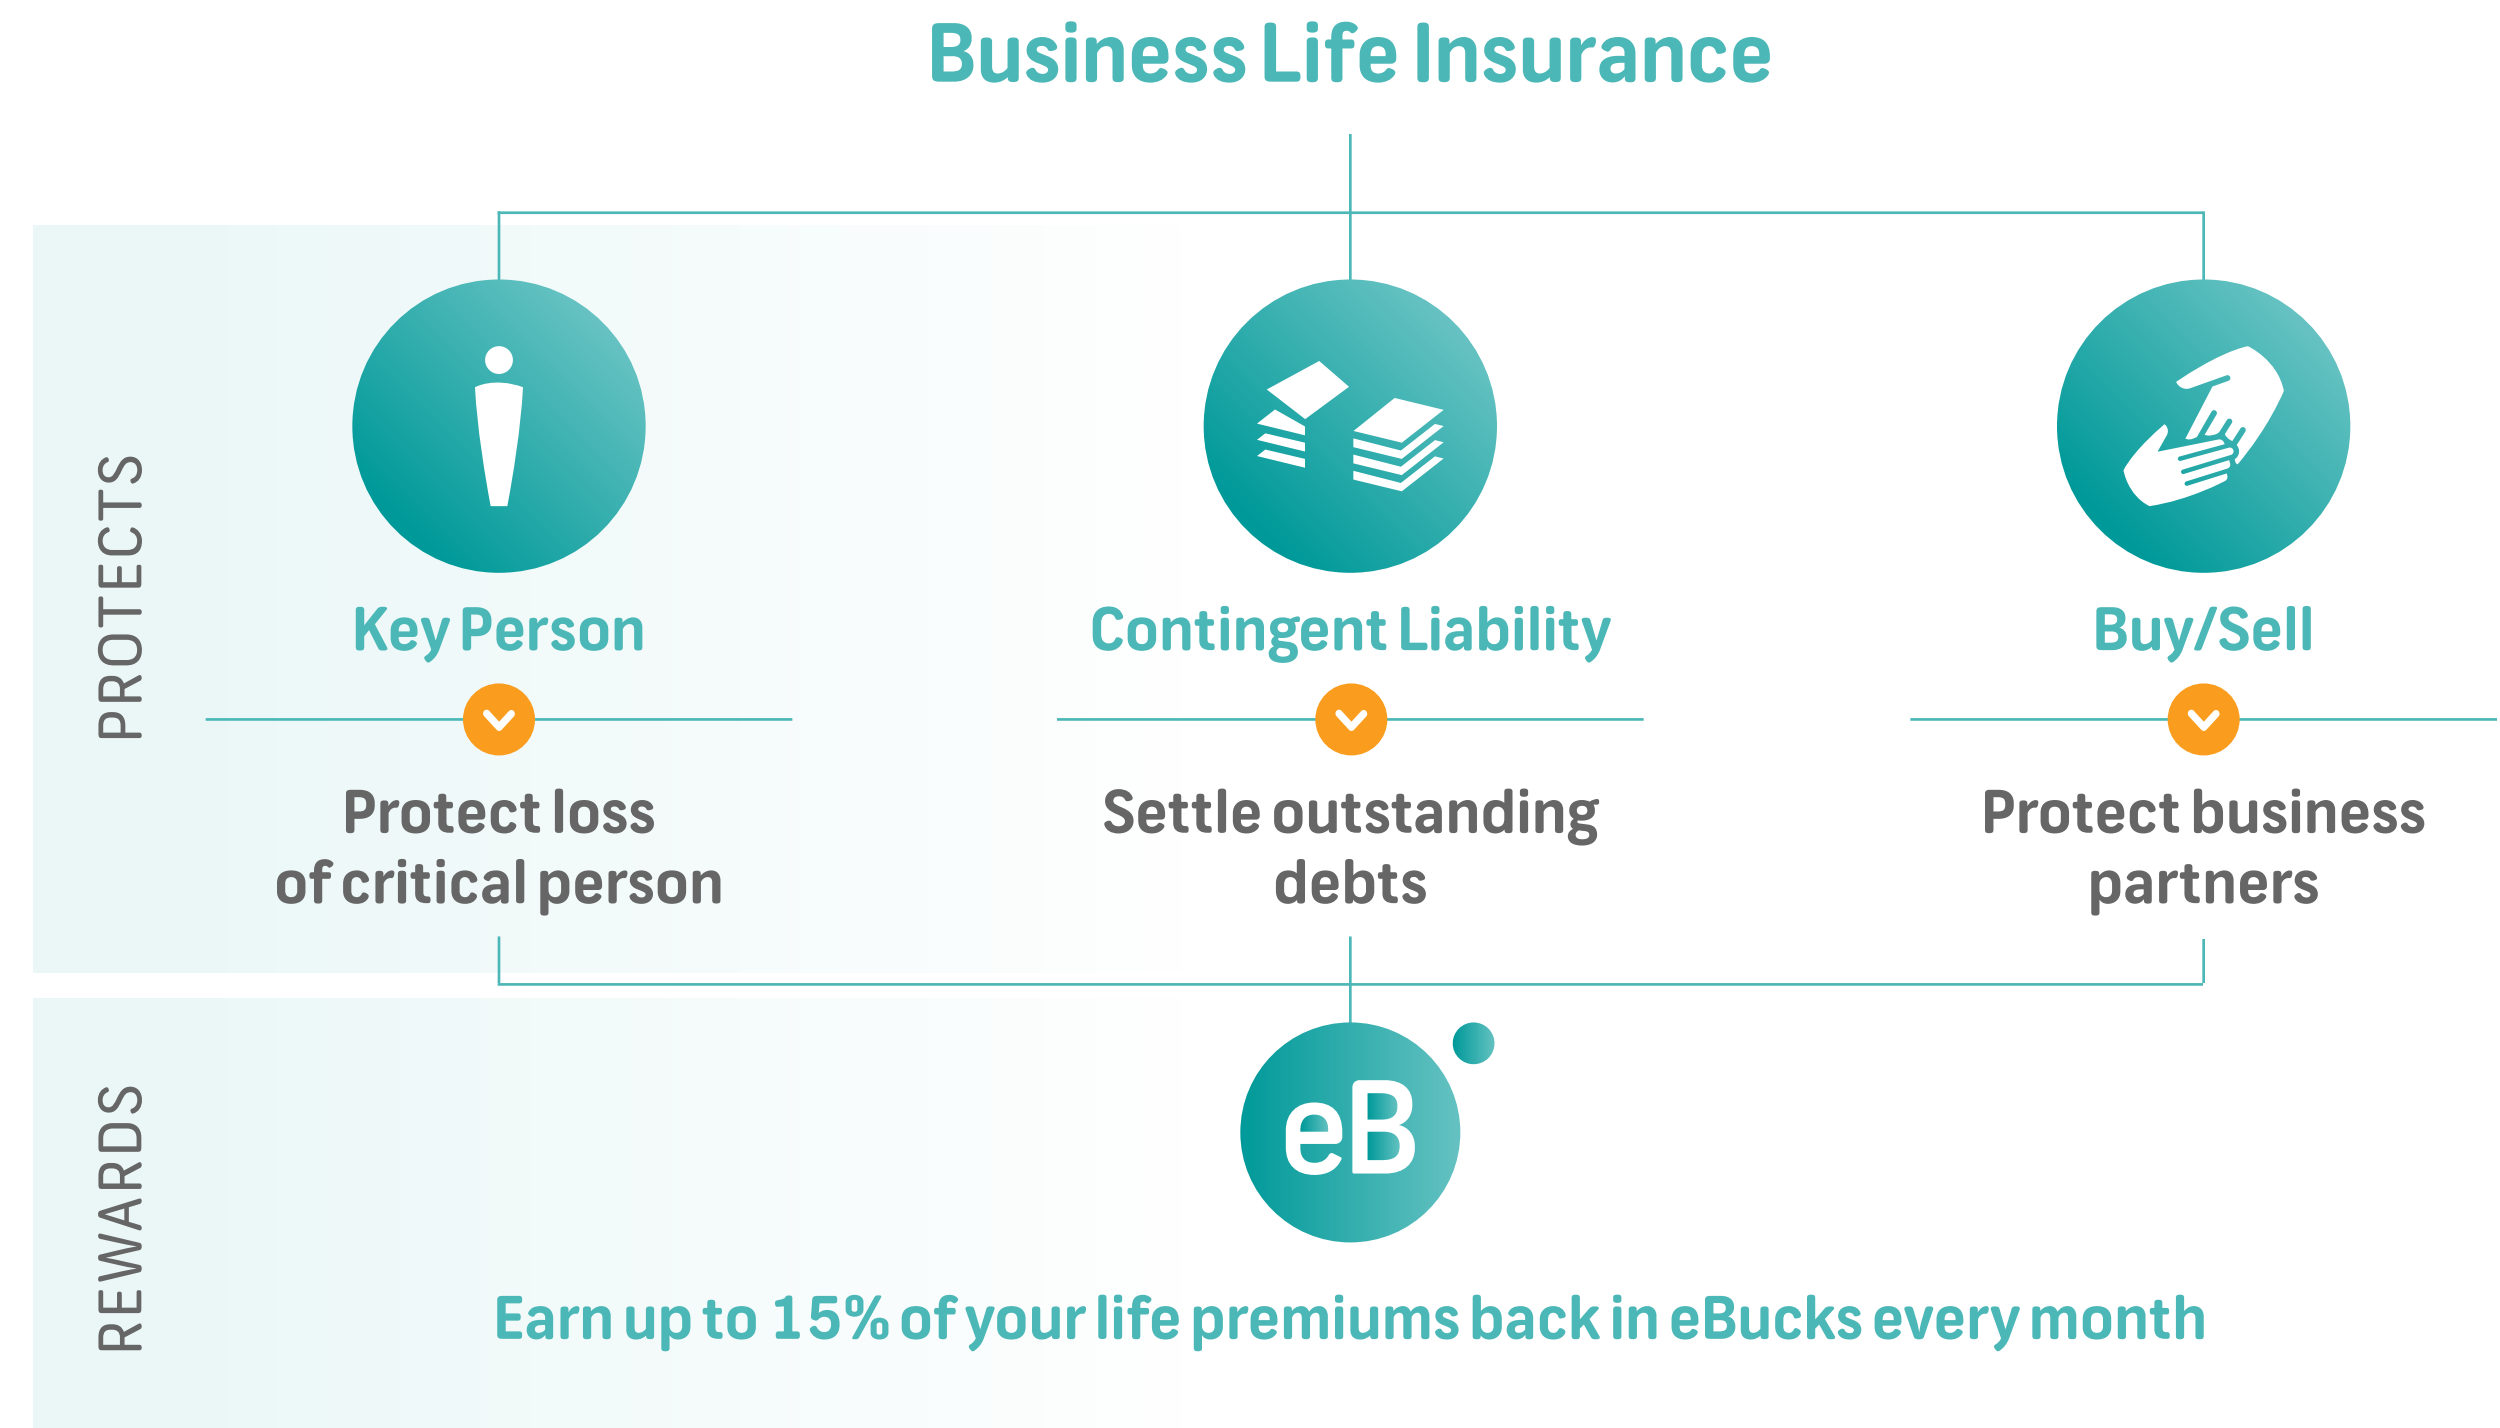 Business Life Insurance
PROTECTS
Key Person
Contingent Liability
Buy/Sell
Protect loss
of critical person
Settle outstanding
debts
Protect business
partners
REWARDS
eB
Earn up to 15% of your life premiums back in eBucks every month